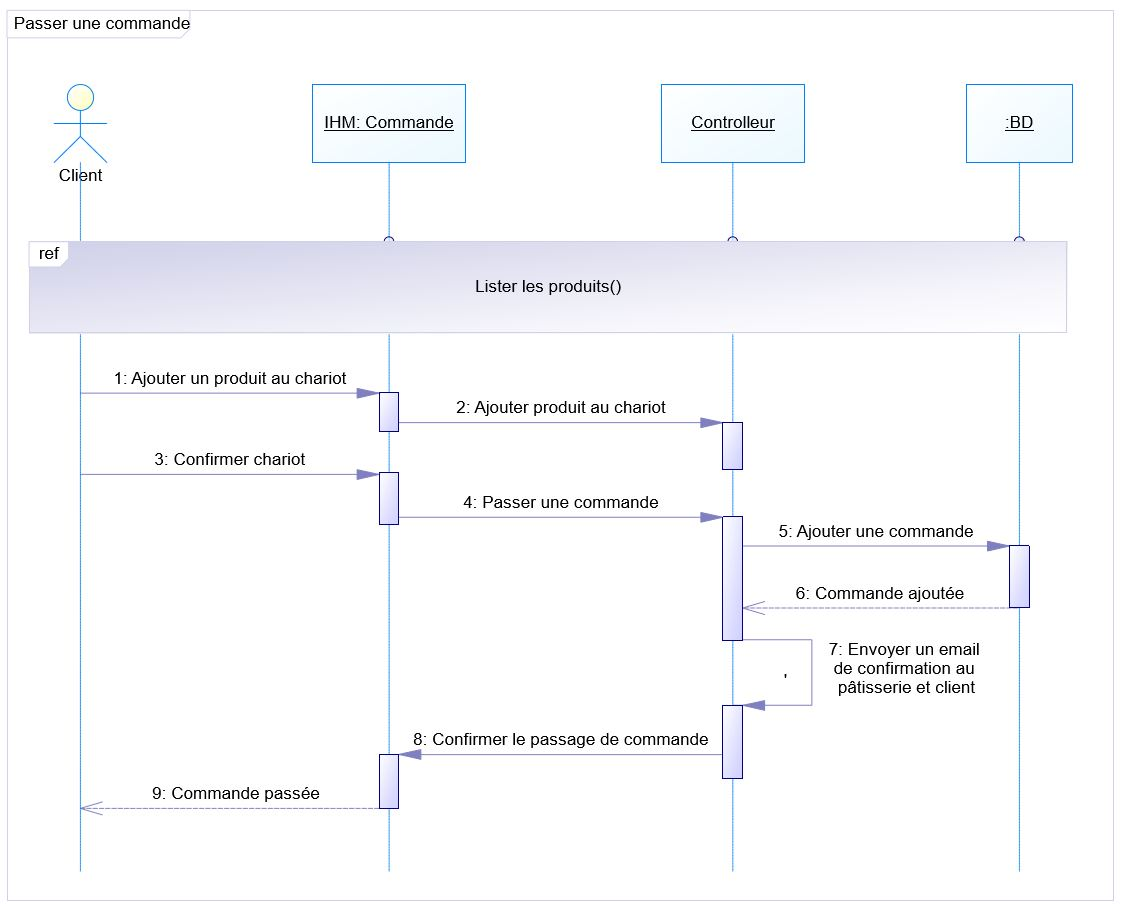 Passer une commande
Client
IHM: Commande
Controlleur
:BD
ref
Lister les produits()
1: Ajouter un produit au chariot
2: Ajouter produit au chariot
3: Confirmer chariot
4: Passer une commande
5: Ajouter une commande
6: Commande ajoutée
7: Envoyer un email
de confirmation au
pâtisserie et client
'
8: Confirmer le passage de commande
9: Commande passée